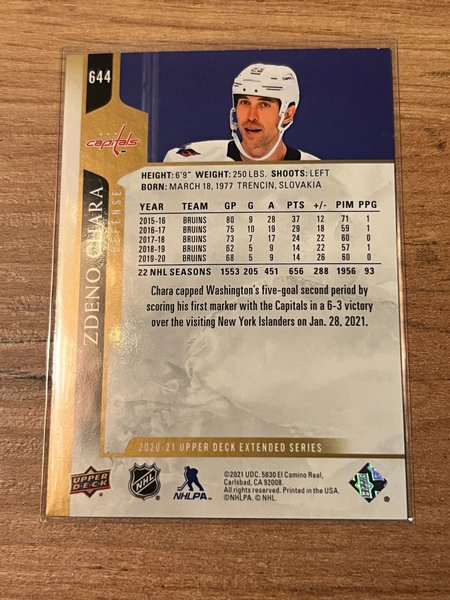 644
capitals
ZDENO CHARA
DEFENSE
HEIGHT: 6'9" WEIGHT: 250 LBS. SHOOTS: LEFT
BORN: MARCH 18, 1977 TRENCIN, SLOVAKIA
YEAR TEAM GP G A PTS +/- PIM PPG
2015-16 BRUINS 80 9 28 37 12 71 1
2016-17 BRUINS 75 10 19 29 18 59 1
2017-18 BRUINS 73 7 17 24 22 60 0
2018-19 BRUINS 62 5 9 14 22 57 1
2019-20 BRUINS 68 5 9 14 26 60 0
22 NHL SEASONS 1553 205 451 656 288 1956 93
Chara capped Washington's five-goal second period by
scoring his first marker with the Capitals in a 6-3 victory
over the visiting New York Islanders on Jan. 28, 2021.
2020-21 UPPER DECK EXTENDED SERIES
UPPER DECK
NHL
NHLPA
©2021 UDC. 5830 El Camino Real,
Carlsbad, CA 92008.
All rights reserved. Printed in the USA.
©NHLPA. © NHL.